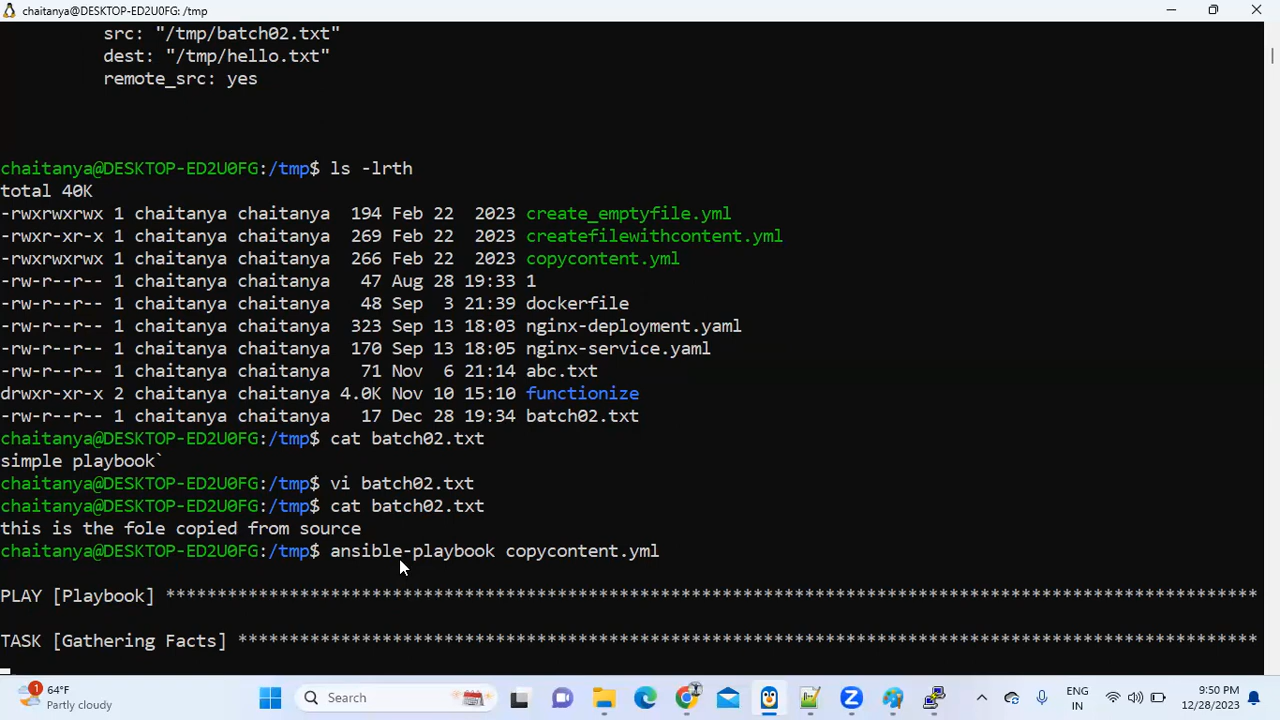 chaitanya@DESKTOP-ED2U0FG: /tmp
src: "/tmp/batch02.txt"
dest: "/tmp/hello.txt"
remote_src: yes
chaitanya@DESKTOP-ED2U0FG:/tmp$ ls -lrth
total 40K
-rwxrwxrwx 1 chaitanya chaitanya  194 Feb 22  2023 create_emptyfile.yml
-rwxr-xr-x 1 chaitanya chaitanya  269 Feb 22  2023 createfilewithcontent.yml
-rwxr-xr-x 1 chaitanya chaitanya  266 Feb 22  2023 copycontent.yml
-rw-r--r-- 1 chaitanya chaitanya   47 Aug 28 19:33 1
-rw-r--r-- 1 chaitanya chaitanya   48 Sep  3 21:39 dockerfile
-rw-r--r-- 1 chaitanya chaitanya  323 Sep 13 18:03 nginx-deployment.yaml
-rw-r--r-- 1 chaitanya chaitanya  170 Sep 13 18:05 nginx-service.yaml
-rw-r--r-- 1 chaitanya chaitanya   71 Nov  6 21:14 abc.txt
drwxr-xr-x 2 chaitanya chaitanya 4.0K Nov 10 15:10 functionize
-rw-r--r-- 1 chaitanya chaitanya   17 Dec 28 19:34 batch02.txt
chaitanya@DESKTOP-ED2U0FG:/tmp$ cat batch02.txt
simple playbook`
chaitanya@DESKTOP-ED2U0FG:/tmp$ vi batch02.txt
chaitanya@DESKTOP-ED2U0FG:/tmp$ cat batch02.txt
this is the fole copied from source
chaitanya@DESKTOP-ED2U0FG:/tmp$ ansible-playbook copycontent.yml
PLAY [Playbook] **********************************************************************************************************
TASK [Gathering Facts] ***************************************************************************************************
1
64°F
Partly cloudy
Search
ENG
IN
9:50 PM
12/28/2023